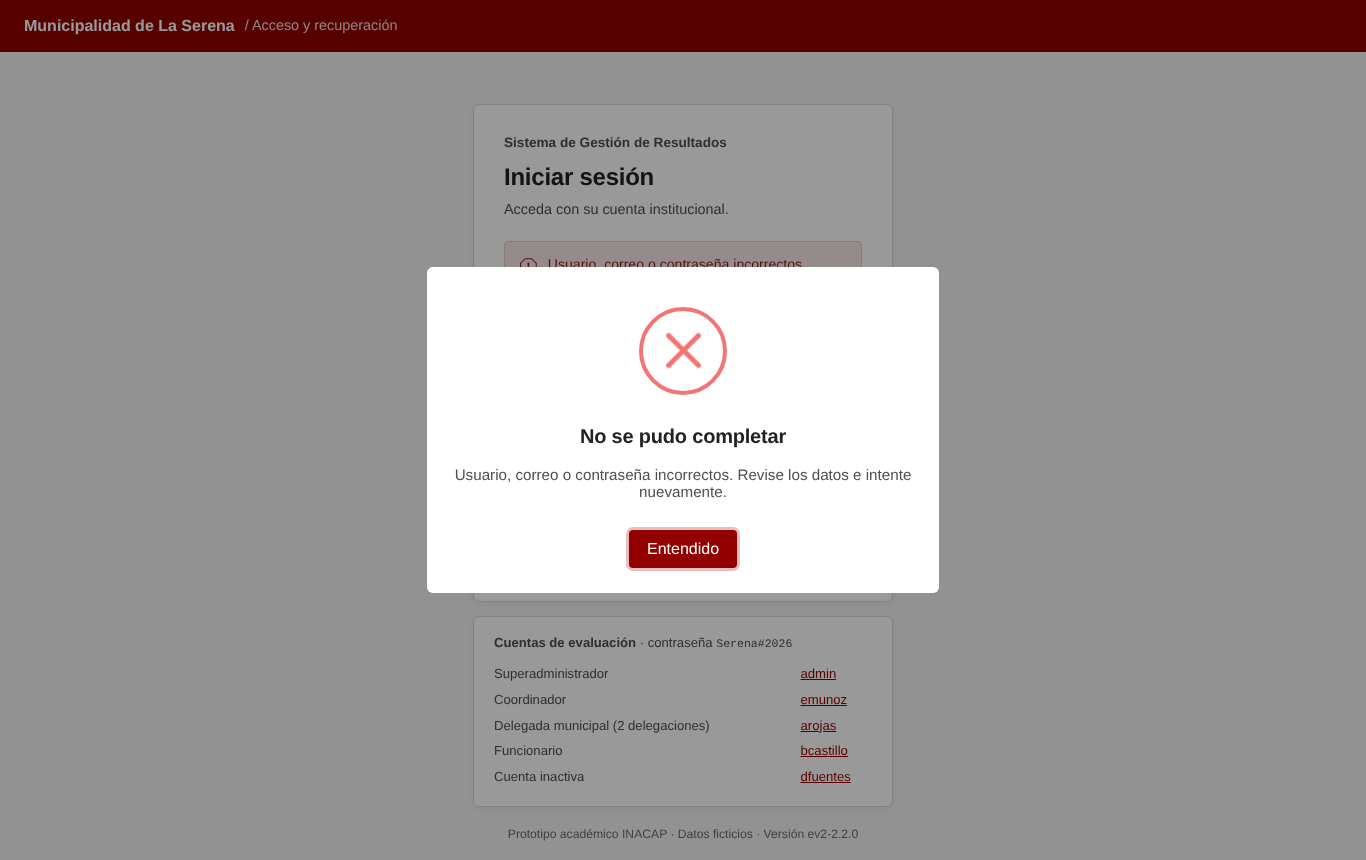 Municipalidad de La Serena / Acceso y recuperación
Sistema de Gestión de Resultados
Iniciar sesión
Acceda con su cuenta institucional.
Usuario, correo o contraseña incorrectos.
No se pudo completar
Usuario, correo o contraseña incorrectos. Revise los datos e intente
nuevamente.
Entendido
Cuentas de evaluación · contraseña Serena#2026
Superadministrador admin
Coordinador emunoz
Delegada municipal (2 delegaciones) arojas
Funcionario bcastillo
Cuenta inactiva dfuentes
Prototipo académico INACAP · Datos ficticios · Versión ev2-2.2.0